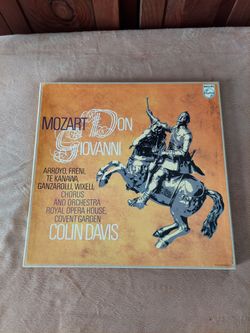 MOZART DON
GIOVANNI
ARROYO, FRENI,
TE KANAWA,
GANZAROLLI, WIXELL
CHORUS
AND ORCHESTRA
ROYAL OPERA HOUSE,
COVENT GARDEN
COLIN DAVIS
PHILIPS